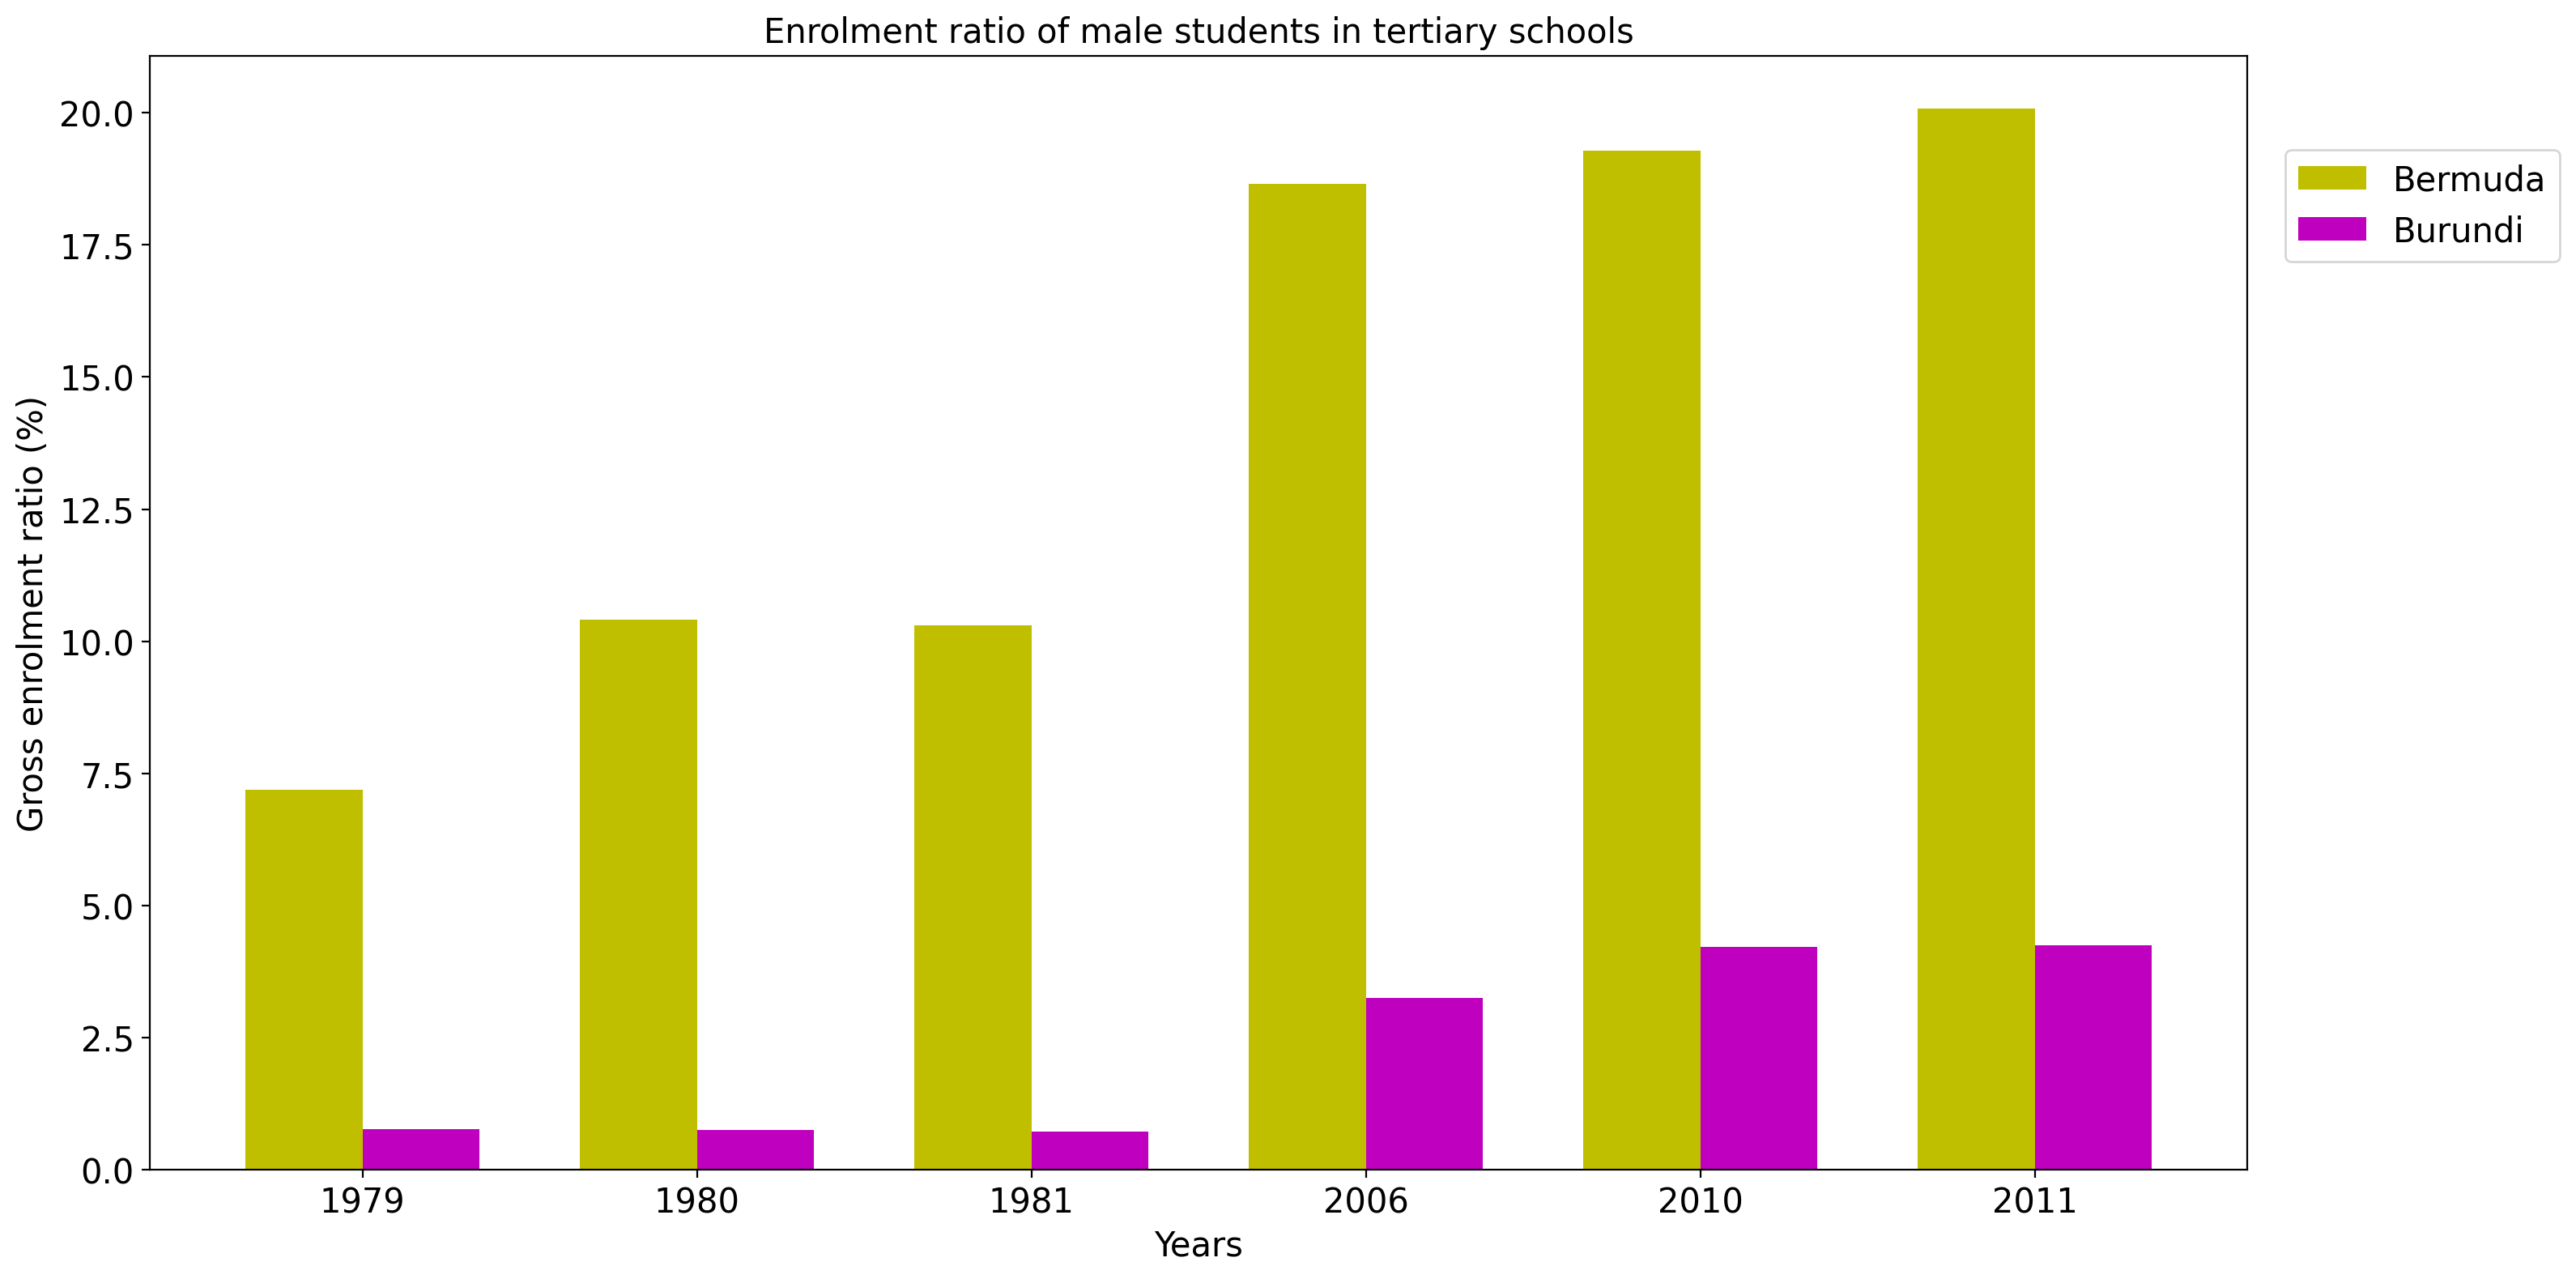 Enrolment ratio of male students in tertiary schools
Gross enrolment ratio (%)
20.0
17.5
15.0
12.5
10.0
7.5
5.0
2.5
0.0
1979 1980 1981 2006 2010 2011
Years
Bermuda
Burundi